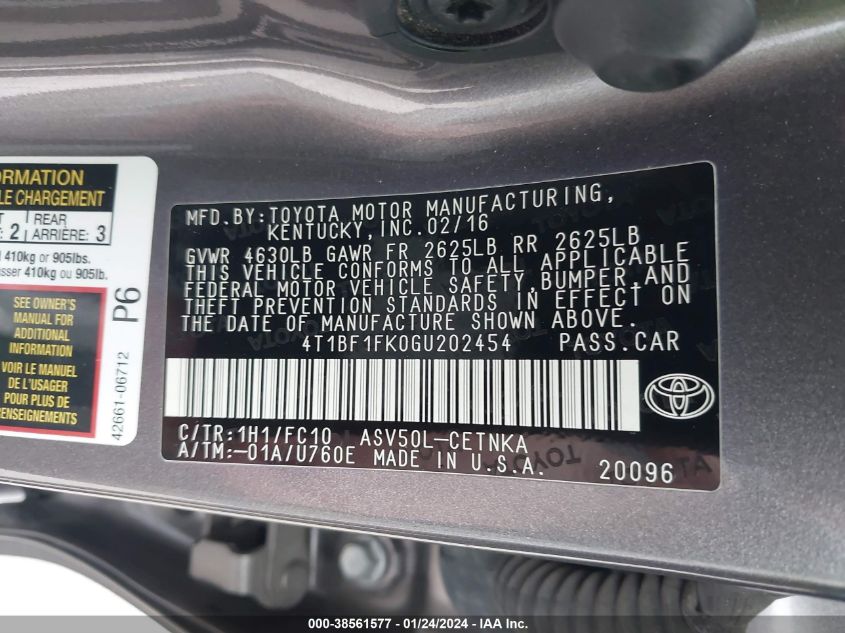 ORMATION
LE CHARGEMENT
T REAR
: 2 ARRIÈRE: 3
410kg or 905lbs.
sser 410kg ou 905lb.
SEE OWNER'S
MANUAL FOR
ADDITIONAL
INFORMATION
VOIR LE MANUEL
DE L'USAGER
POUR PLUS DE
RENSEIGNEMENTS
P6
42661-06712
MFD.BY:TOYOTA MOTOR MANUFACTURING,
KENTUCKY,INC.02/16
GVWR 4630LB GAWR FR 2625LB RR 2625LB
THIS VEHICLE CONFORMS TO ALL APPLICABLE
FEDERAL MOTOR VEHICLE SAFETY,BUMPER,AND
THEFT PREVENTION STANDARDS IN EFFECT ON
THE DATE OF MANUFACTURE SHOWN ABOVE.
4T1BF1FK0GU202454 PASS.CAR
C/TR:1H1/FC10 ASV50L-CETNKA
A/TM:-01A/U760E MADE IN U.S.A. 20096
000-38561577 - 01/24/2024 - IAA Inc.